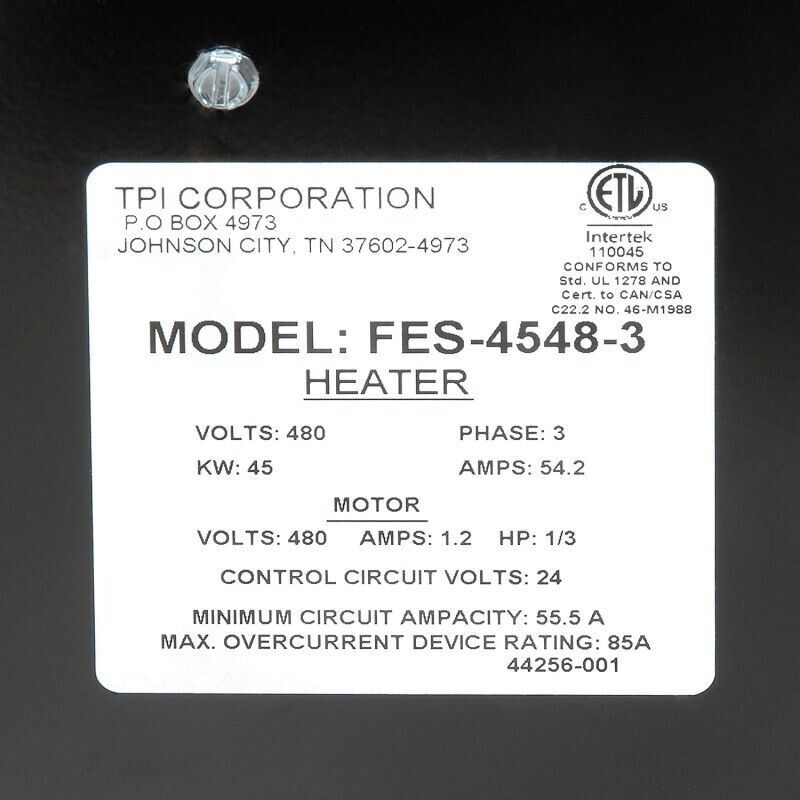 TPI CORPORATION
P.O BOX 4973
JOHNSON CITY, TN 37602-4973
C ETL US
LISTED
Intertek
110045
CONFORMS TO
Std. UL 1278 AND
Cert. to CAN/CSA
C22.2 NO. 46-M1988
MODEL: FES-4548-3
HEATER
VOLTS: 480 PHASE: 3
KW: 45 AMPS: 54.2
MOTOR
VOLTS: 480 AMPS: 1.2 HP: 1/3
CONTROL CIRCUIT VOLTS: 24
MINIMUM CIRCUIT AMPACITY: 55.5 A
MAX. OVERCURRENT DEVICE RATING: 85A
44256-001